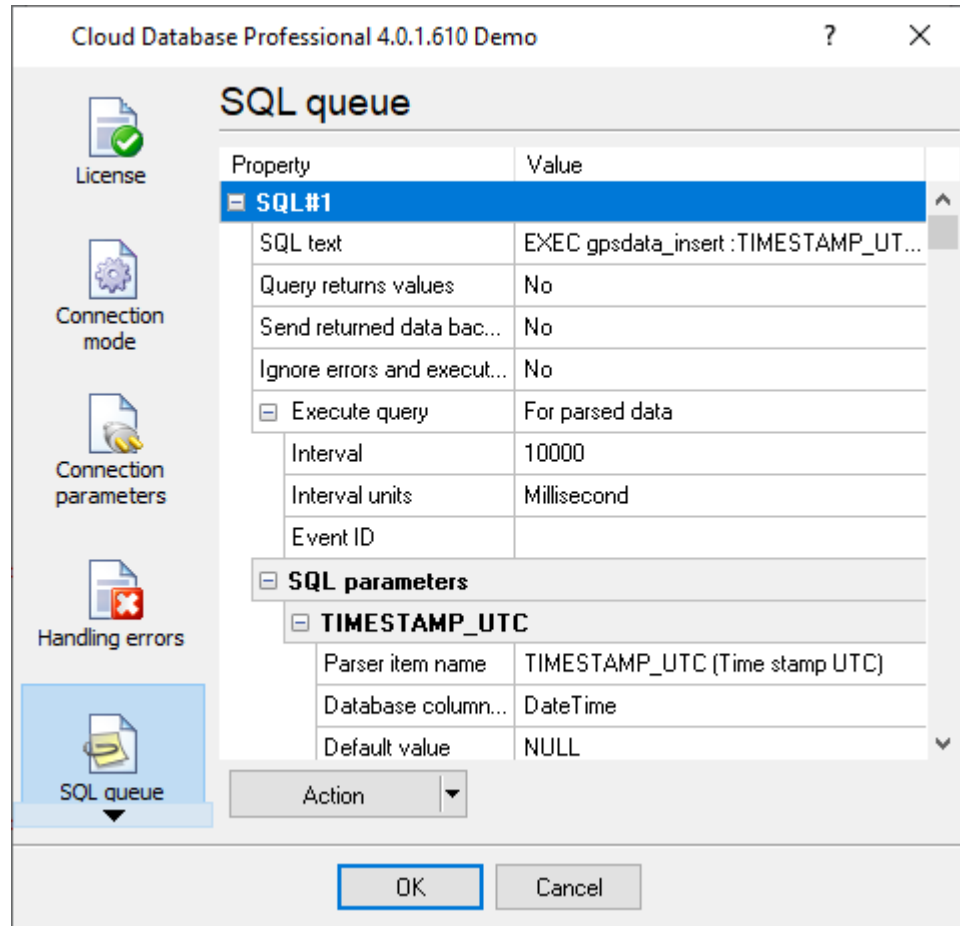 Cloud Database Professional 4.0.1.610 Demo
?
License
Connection
mode
Connection
parameters
Handling errors
SQL queue
SQL queue
Property Value
SQL#1
SQL text EXEC gpsdata_insert :TIMESTAMP_UT...
Query returns values No
Send returned data bac... No
Ignore errors and execut... No
Execute query For parsed data
Interval 10000
Interval units Millisecond
Event ID
SQL parameters
TIMESTAMP_UTC
Parser item name TIMESTAMP_UTC (Time stamp UTC)
Database column... DateTime
Default value NULL
Action
OK Cancel